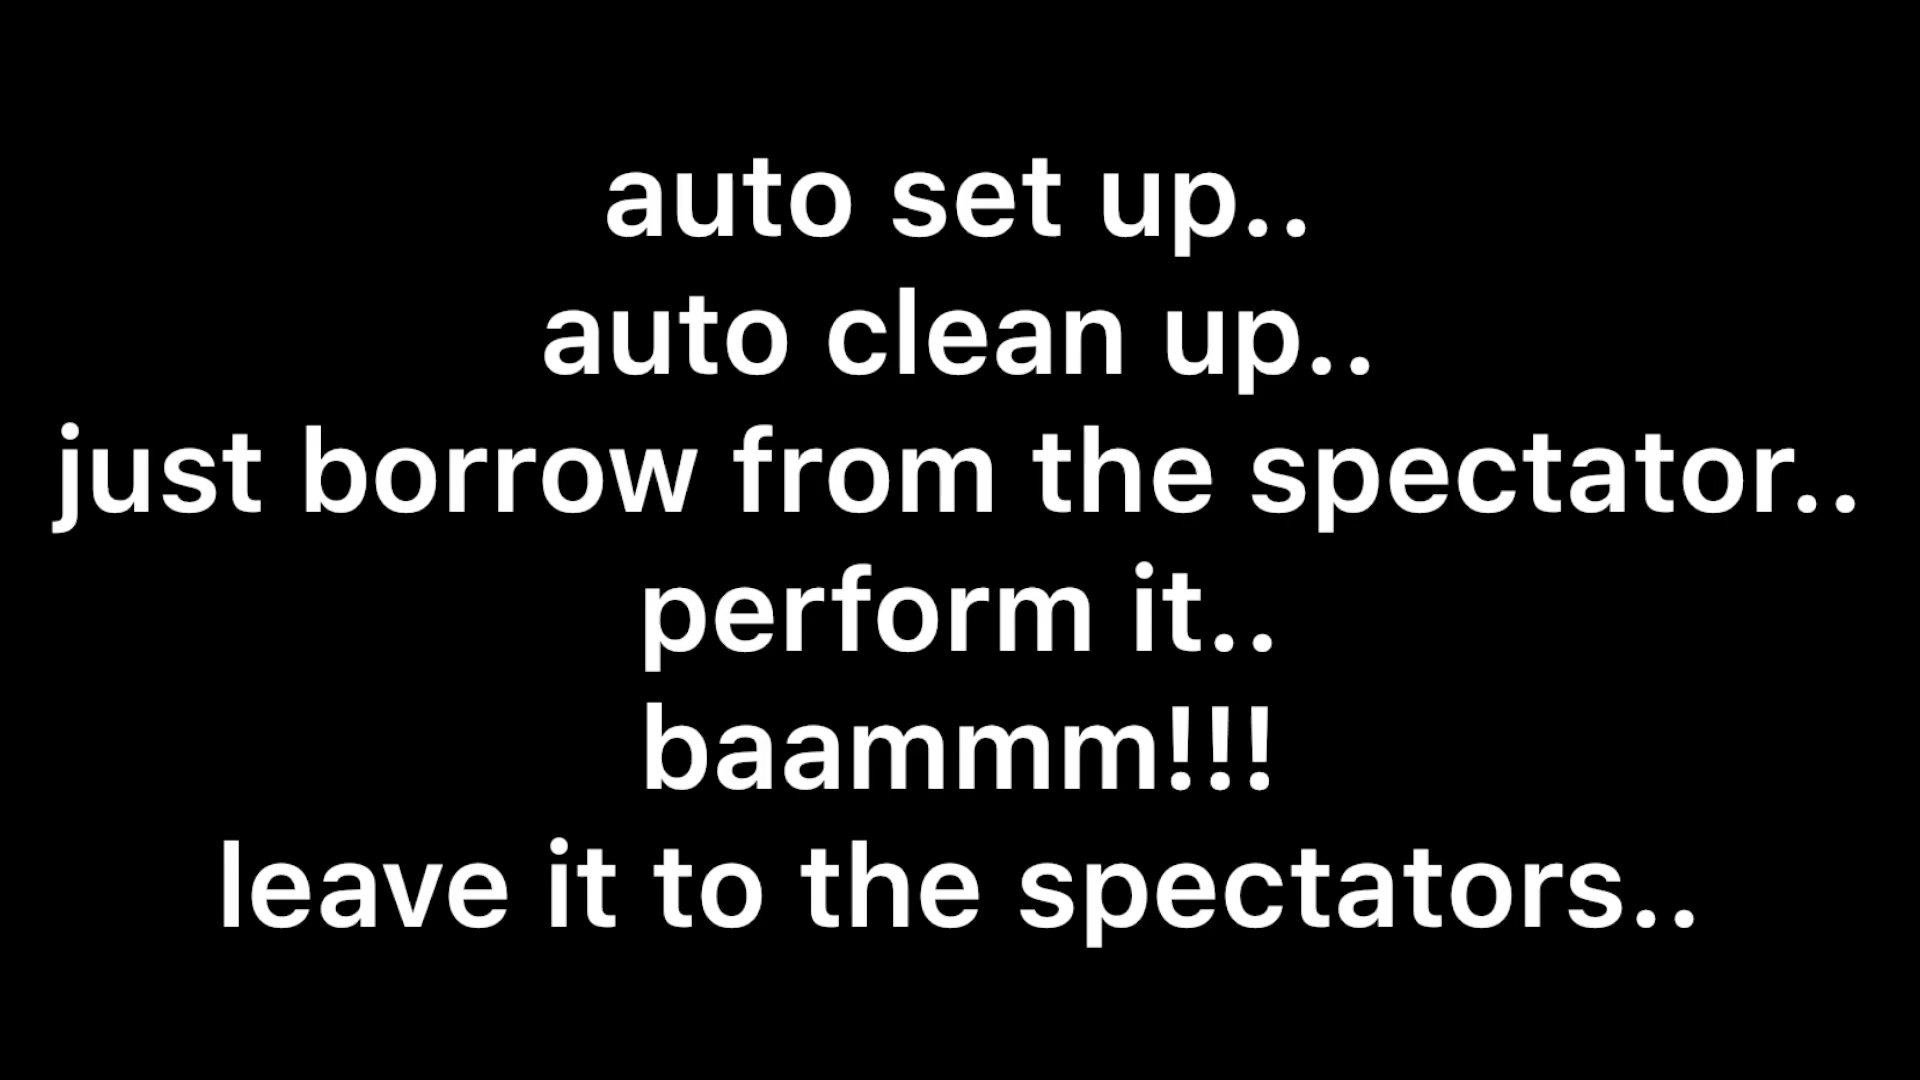 auto set up..
auto clean up..
just borrow from the spectator..
perform it..
baammm!!!
leave it to the spectators..